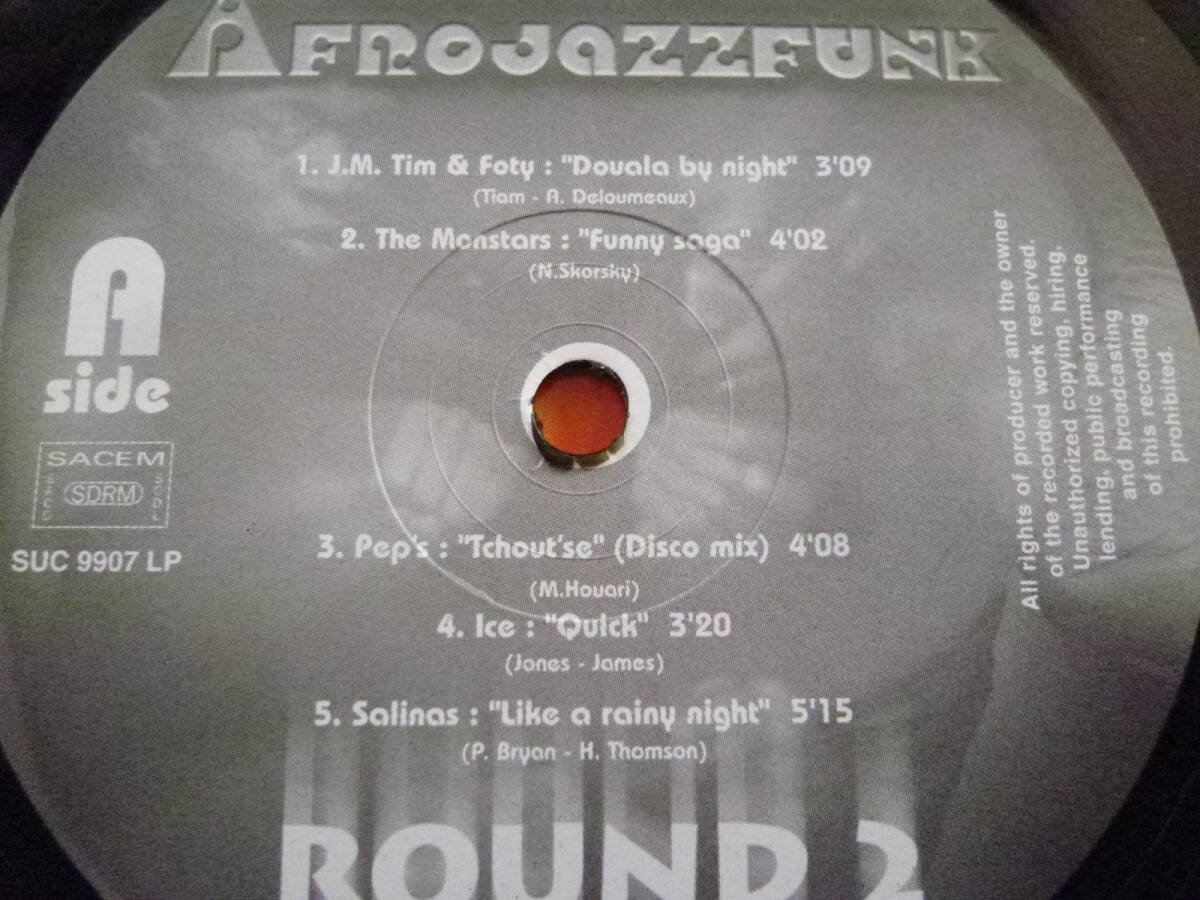 AFROJAZZFUNK
1. J.M. Tim & Foty : "Douala by night" 3'09
(Tiam - A. Deloumeaux)
2. The Monstars : "Funny saga" 4'02
(N.Skorsky)
A
side
SACEM
SDRM
SACD
SUC 9907 LP
3. Pep's : "Tchout'se" (Disco mix) 4'08
(M.Houari)
4. Ice : "Quick" 3'20
(Jones - James)
5. Salinas : "Like a rainy night" 5'15
(P. Bryan - H. Thomson)
ROUND 2
All rights of producer and the owner
of the recorded work reserved.
Unauthorized copying, hiring,
lending, public performance
and broadcasting
of this recording
prohibited.